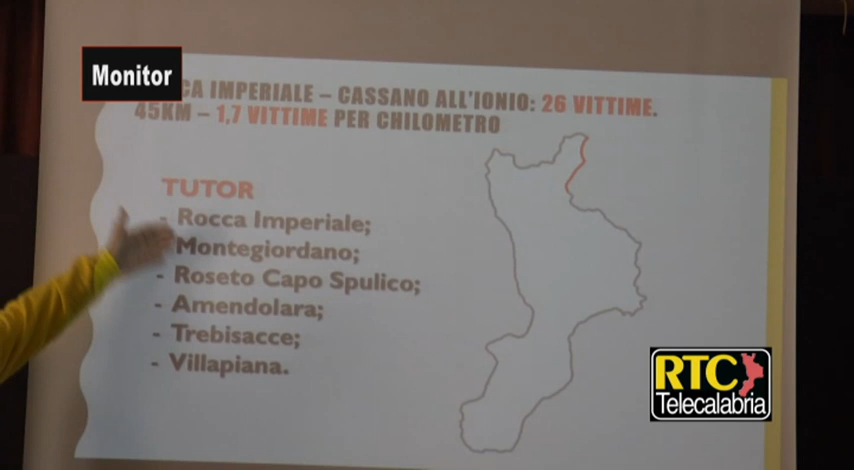 Monitor
CA IMPERIALE – CASSANO ALL'IONIO: 26 VITTIME.
45KM – 1,7 VITTIME PER CHILOMETRO
TUTOR
- Rocca Imperiale;
Montegiordano;
- Roseto Capo Spulico;
- Amendolara;
- Trebisacce;
- Villapiana.
RTC
Telecalabria